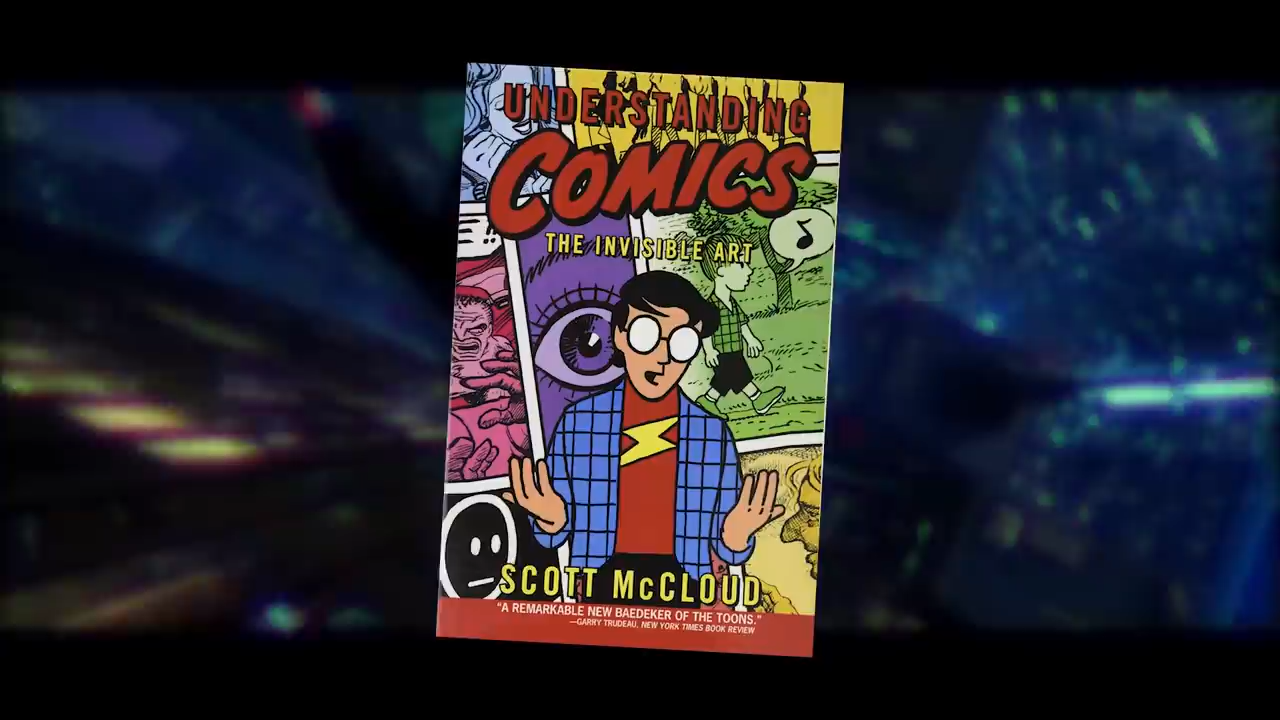 UNDERSTANDING
COMICS
THE INVISIBLE ART
SCOTT McCLOUD
"A REMARKABLE NEW BAEDEKER OF THE TOONS."
—GARRY TRUDEAU, NEW YORK TIMES BOOK REVIEW